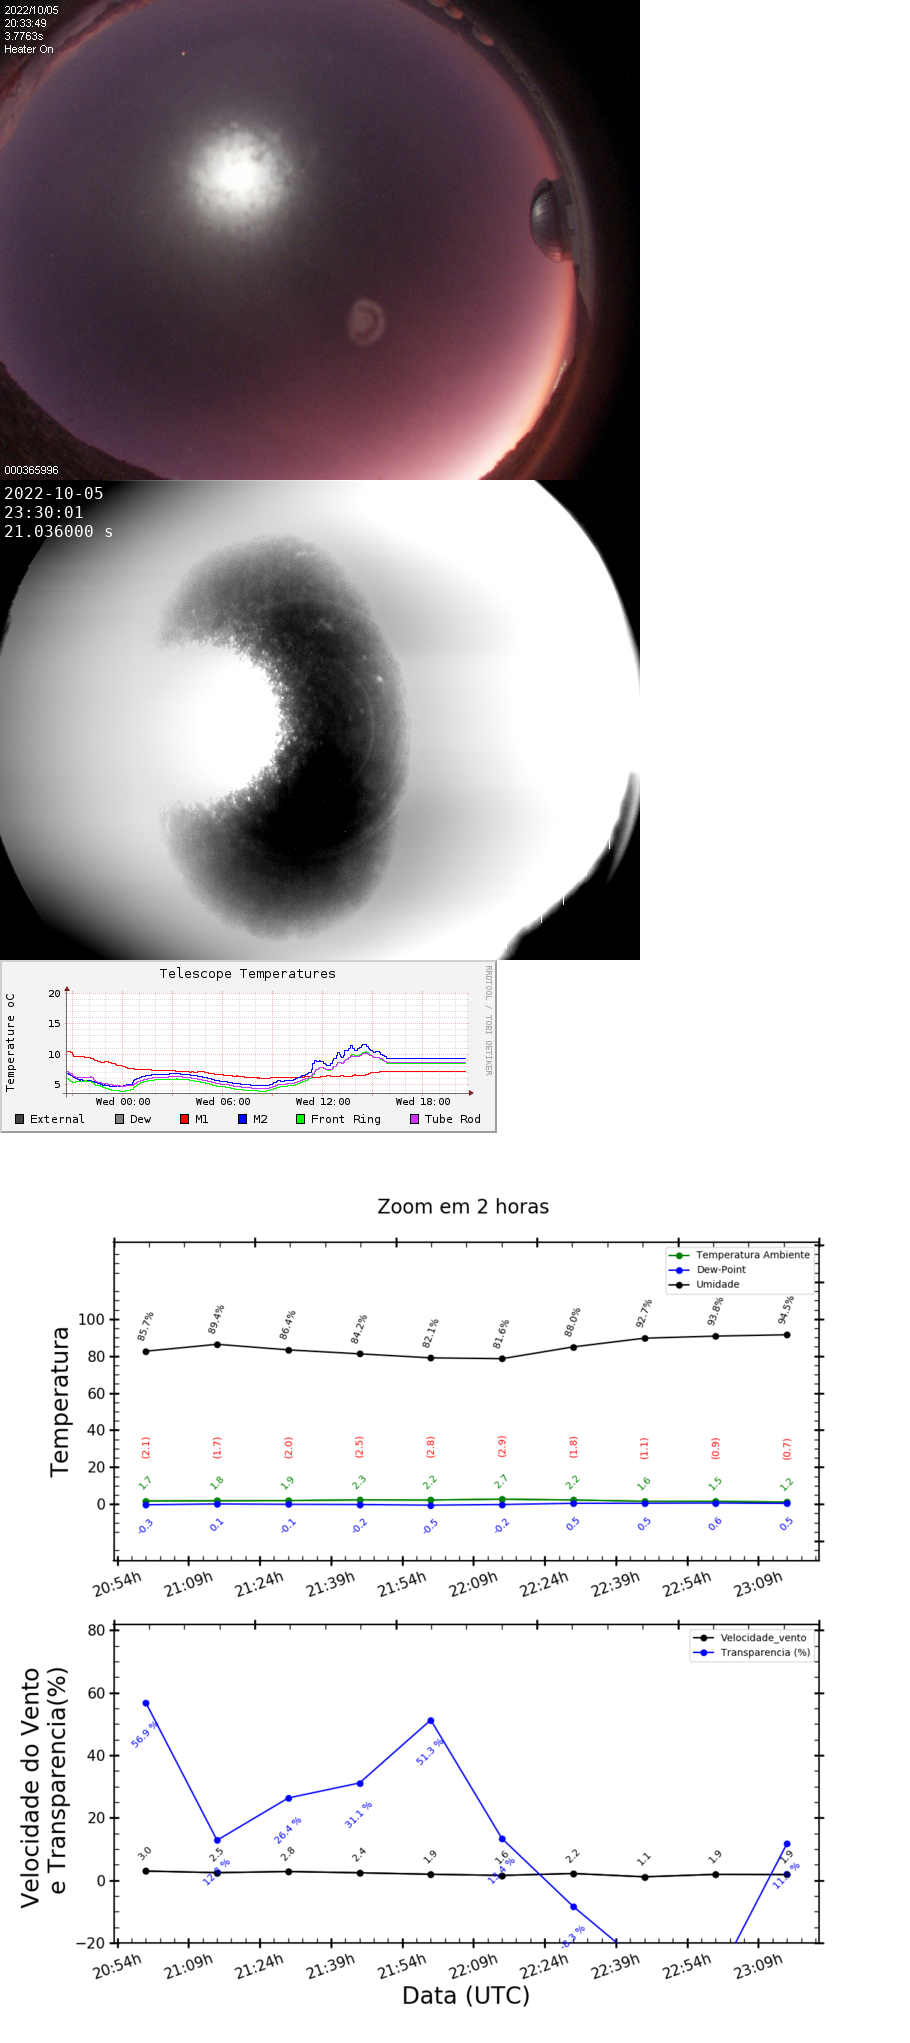 2022/10/05
20:33:49
3.7763s
Heater On
000365996
2022-10-05
23:30:01
21.036000 s
Telescope Temperatures
RRDTOOL / TOBI OETIKER
Temperature oC
20
15
10
5
Wed 00:00 Wed 06:00 Wed 12:00 Wed 18:00
External Dew M1 M2 Front Ring Tube Rod
Zoom em 2 horas
Temperatura Ambiente
Dew-Point
Umidade
Temperatura
100
80
60
40
20
0
85.7% 89.4% 86.4% 84.2% 82.1% 81.6% 88.0% 92.7% 93.8% 94.5%
(2.1) (1.7) (2.0) (2.5) (2.8) (2.9) (1.8) (1.1) (0.9) (0.7)
1.7 1.8 1.9 2.3 2.2 2.7 2.2 1.6 1.5 1.2
-0.3 0.1 -0.1 -0.2 -0.5 -0.2 0.5 0.5 0.6 0.5
20:54h 21:09h 21:24h 21:39h 21:54h 22:09h 22:24h 22:39h 22:54h 23:09h
Velocidade_vento
Transparencia (%)
Velocidade do Vento
e Transparencia(%)
80
60
40
20
0
−20
56.9 % 26.4 % 31.1 % 51.3 %
3.0 2.5 2.8 2.4 1.9 1.6 2.2 1.1 1.9 1.9
20:54h 21:09h 21:24h 21:39h 21:54h 22:09h 22:24h 22:39h 22:54h 23:09h
Data (UTC)